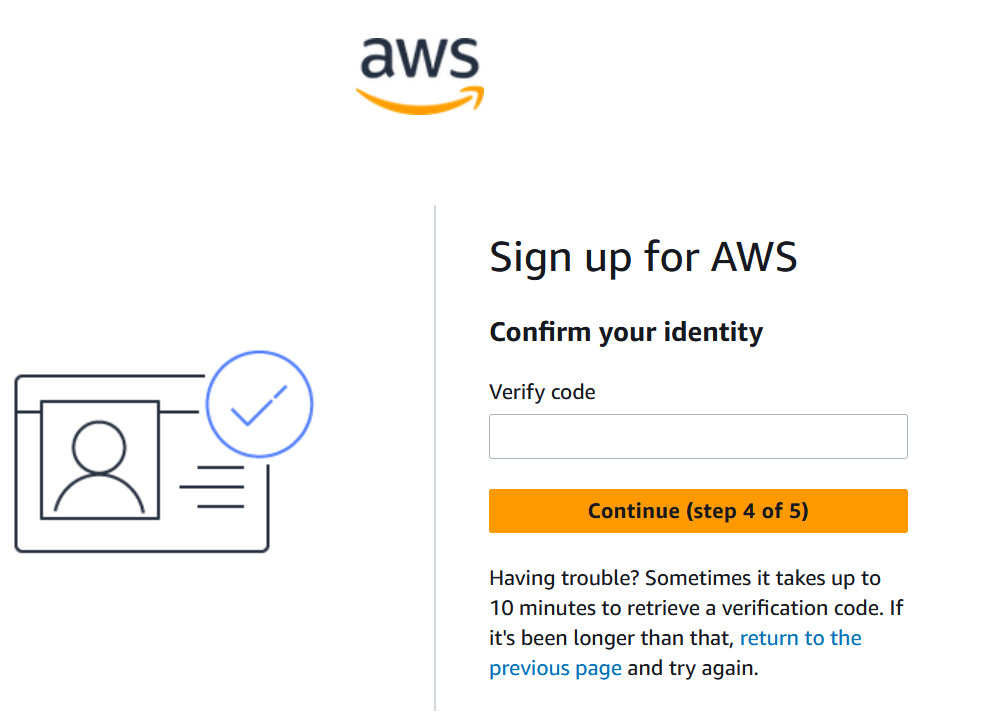 aws
Sign up for AWS
Confirm your identity
Verify code
Continue (step 4 of 5)
Having trouble? Sometimes it takes up to
10 minutes to retrieve a verification code. If
it's been longer than that, return to the
previous page and try again.